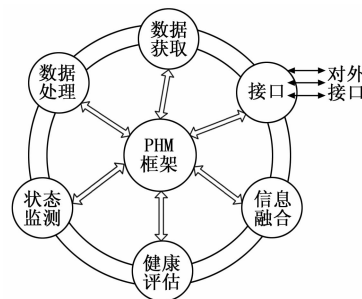 数据
获取
数据
处理
接口
对外
接口
PHM
框架
状态
监测
信息
融合
健康
评估